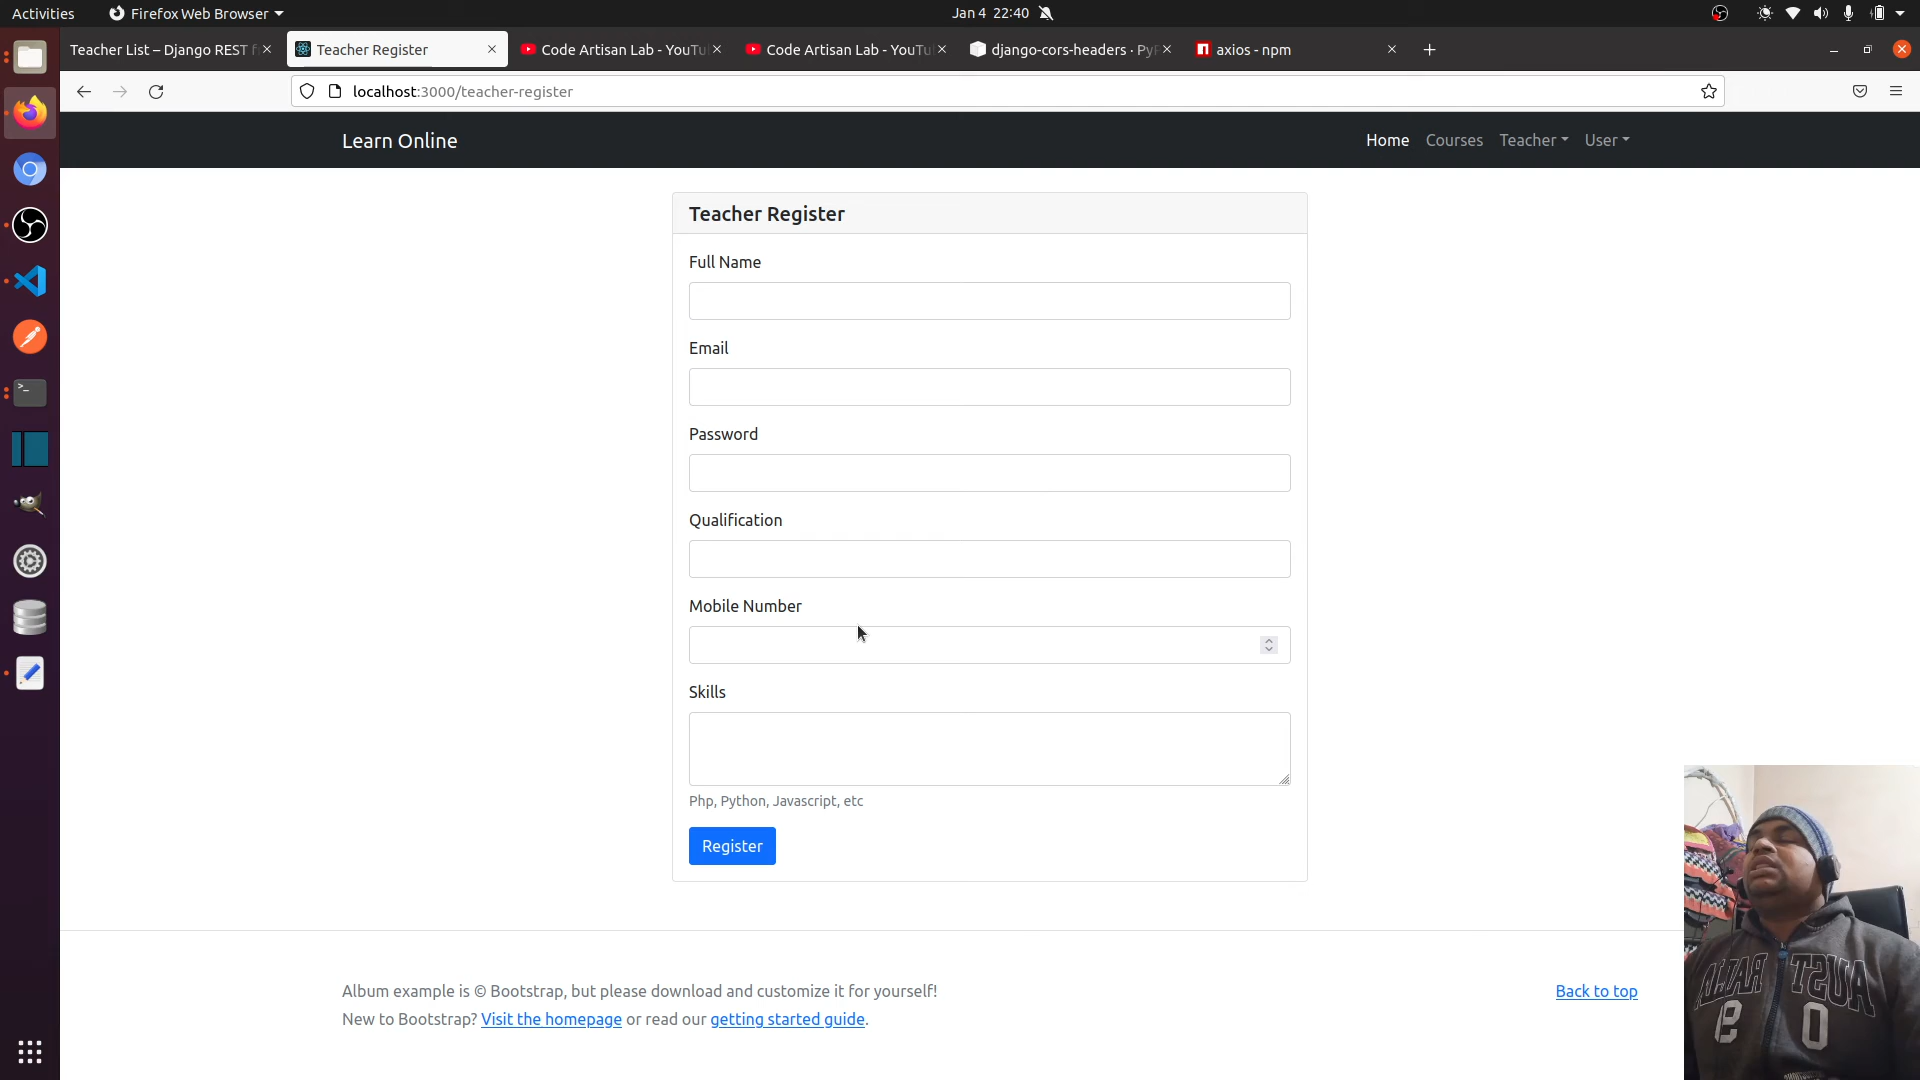 Activities
Firefox Web Browser
Jan 4 22:40
Teacher List – Django REST f
Teacher Register
Code Artisan Lab - YouTu
Code Artisan Lab - YouTu
django-cors-headers · PyP
axios - npm
localhost:3000/teacher-register
Learn Online
Home
Courses
Teacher
User
Teacher Register
Full Name
Email
Password
Qualification
Mobile Number
Skills
Php, Python, Javascript, etc
Register
Album example is © Bootstrap, but please download and customize it for yourself!
Back to top
New to Bootstrap? Visit the homepage or read our getting started guide.